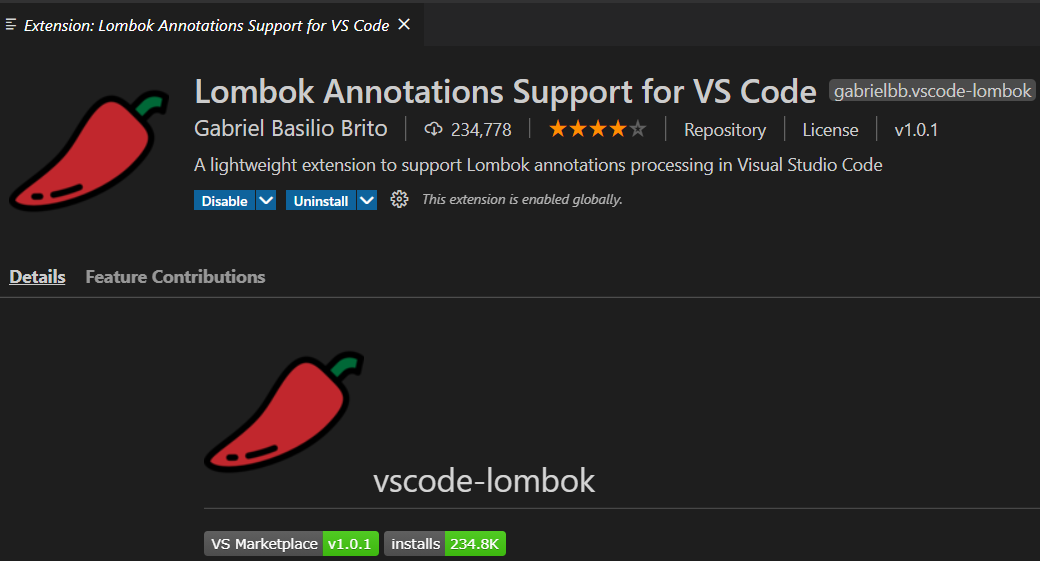 Extension: Lombok Annotations Support for VS Code
Lombok Annotations Support for VS Code gabrielbb.vscode-lombok
Gabriel Basilio Brito 234,778 Repository License v1.0.1
A lightweight extension to support Lombok annotations processing in Visual Studio Code
Disable Uninstall This extension is enabled globally.
Details Feature Contributions
vscode-lombok
VS Marketplace v1.0.1 installs 234.8K